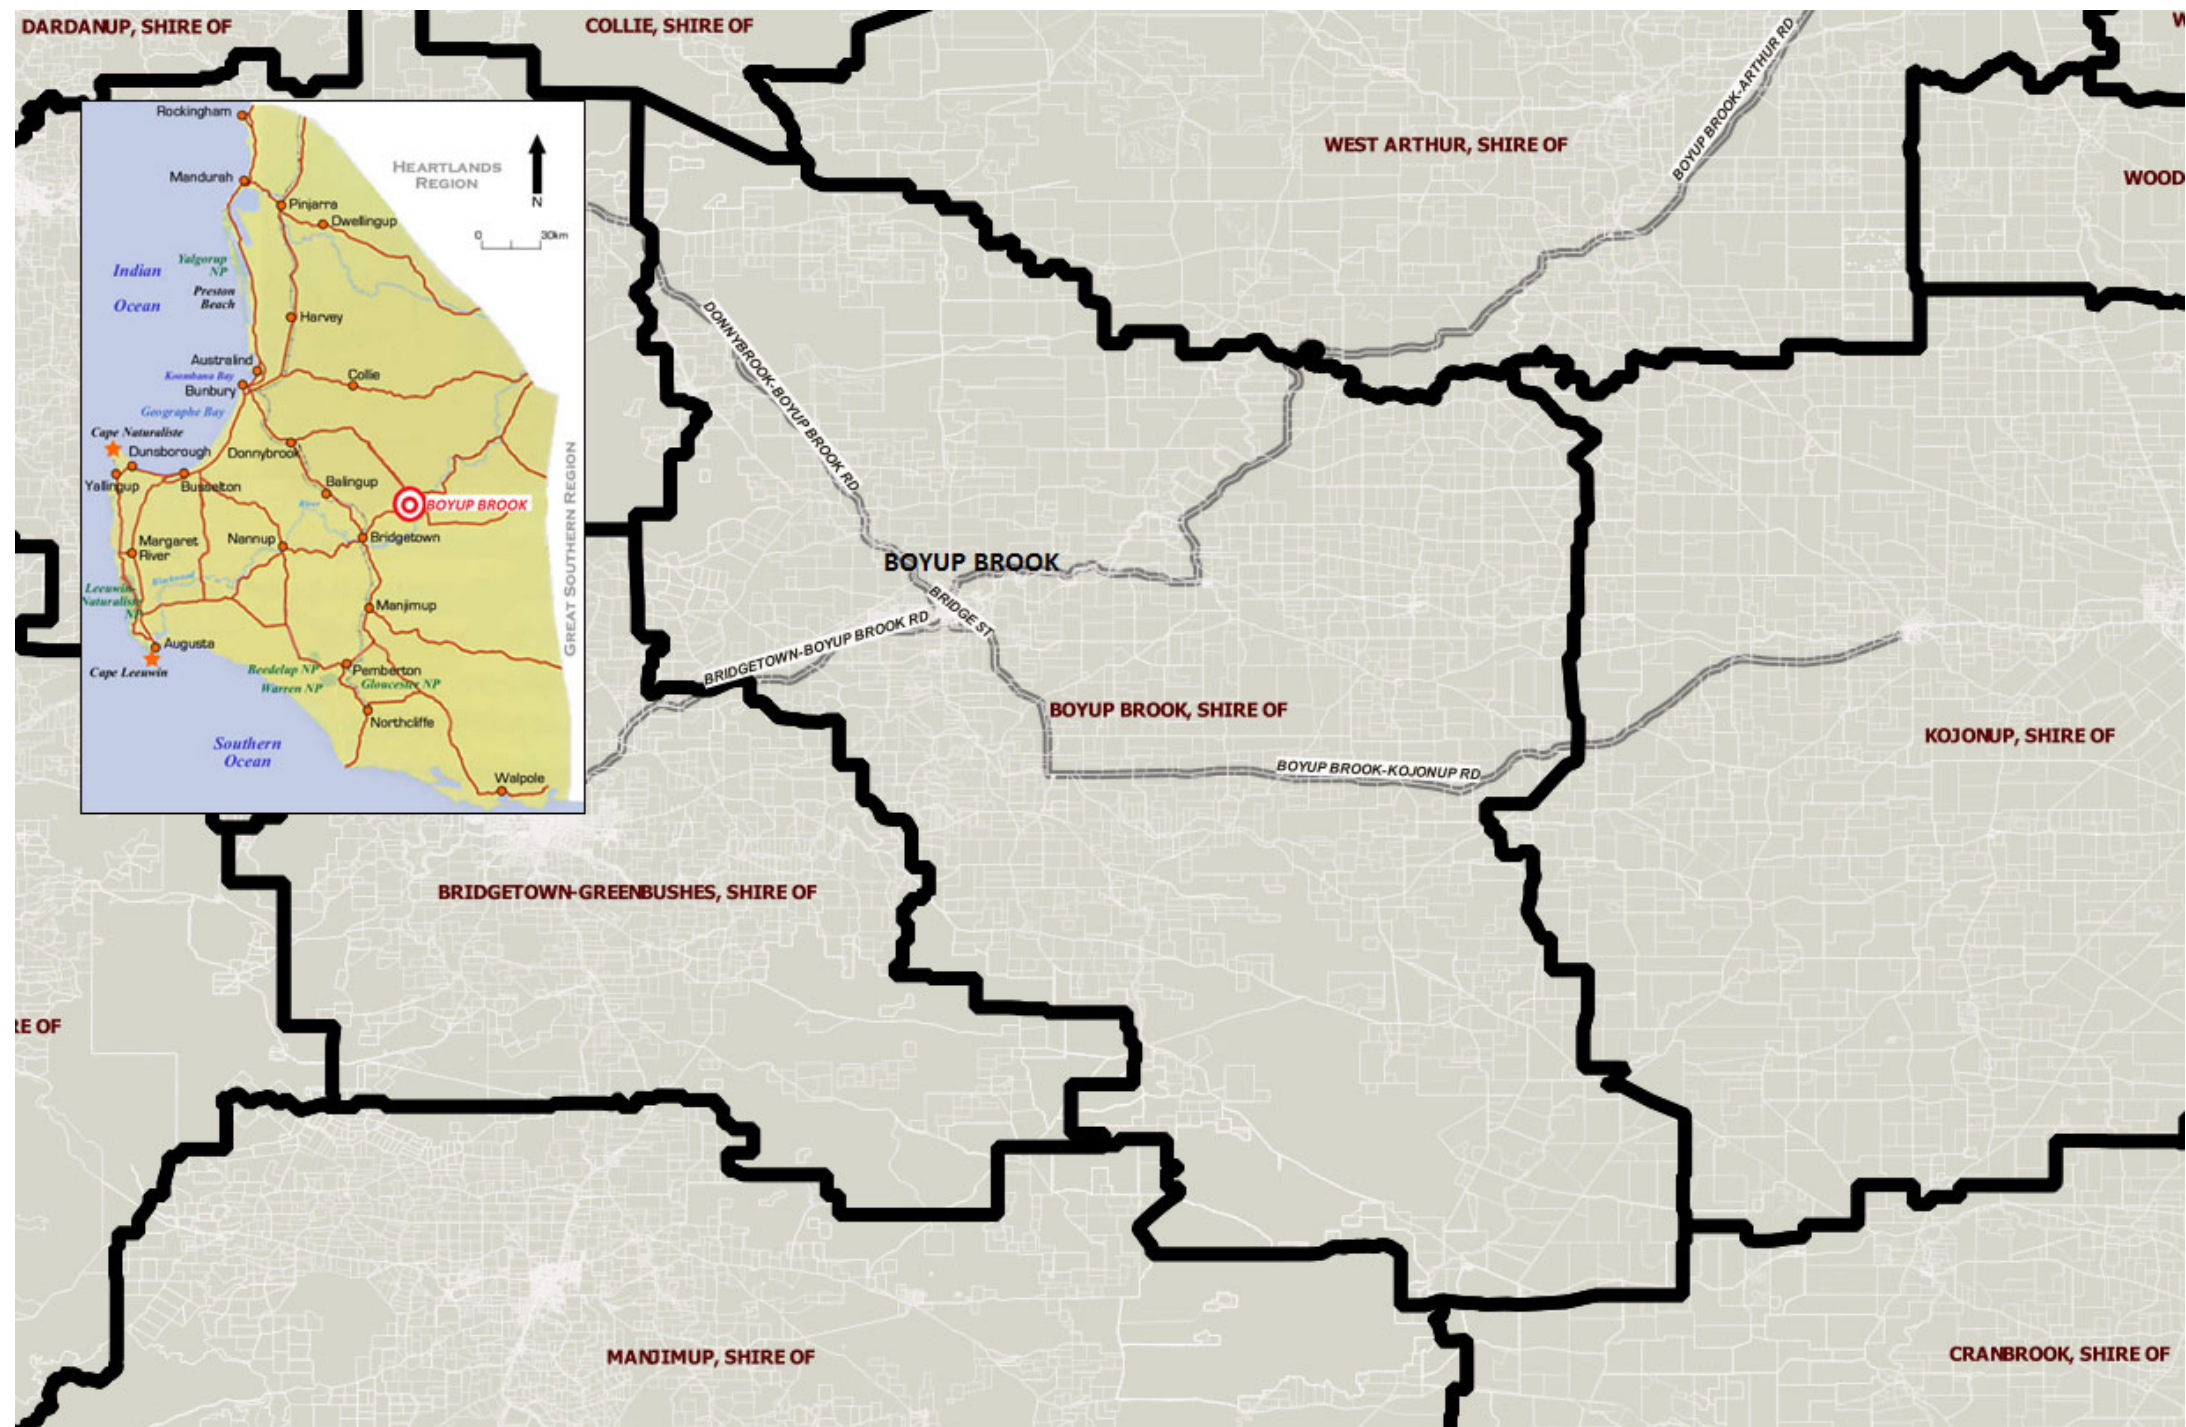 DARDANUP, SHIRE OF
COLLIE, SHIRE OF
WEST ARTHUR, SHIRE OF
BOYUP BROOK-ARTHUR RD
WOOD
W
Rockingham
HEARTLANDS
REGION
N
Mandurah
Pinjarra
Dwellingup
0 30km
Yalgorup
NP
Indian
Ocean
Preston
Beach
Harvey
Australind
Koombana Bay
Bunbury
Collie
Geographe Bay
Cape Naturaliste
Dunsborough
Donnybrook
Yallingup
Busselton
Balingup
River
BOYUP BROOK
Margaret
River
Nannup
Bridgetown
Blackwood
Leeuwin-
Naturaliste
NP
Manjimup
Augusta
Cape Leeuwin
Beedelup NP
Pemberton
Warren NP
Gloucester NP
Northcliffe
Southern
Ocean
Walpole
GREAT SOUTHERN REGION
DONNYBROOK-BOYUP BROOK RD
BOYUP BROOK
BRIDGE ST
BRIDGETOWN-BOYUP BROOK RD
BOYUP BROOK, SHIRE OF
BOYUP BROOK-KOJONUP RD
KOJONUP, SHIRE OF
BRIDGETOWN-GREENBUSHES, SHIRE OF
RE OF
MANJIMUP, SHIRE OF
CRANBROOK, SHIRE OF